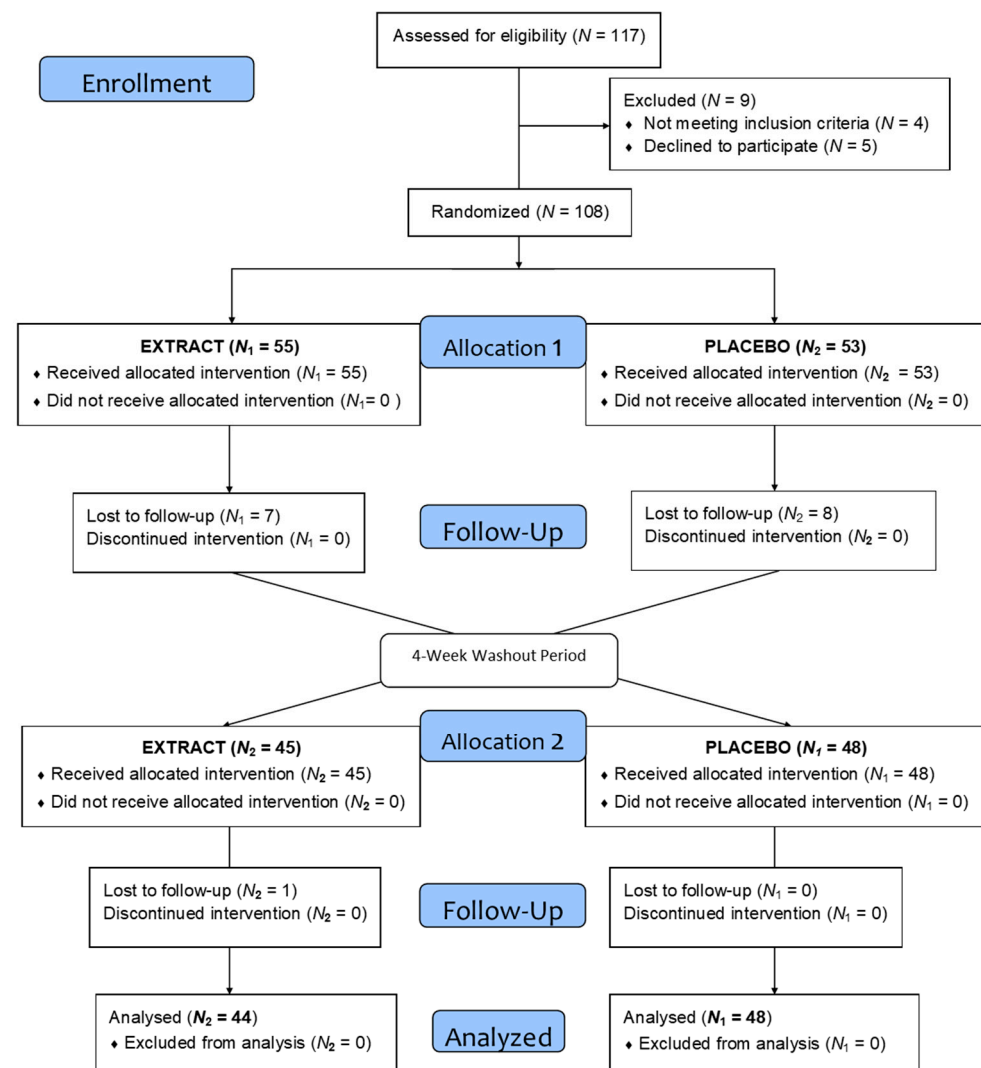 Assessed for eligibility (N = 117)
Enrollment
Excluded (N = 9)
♦ Not meeting inclusion criteria (N = 4)
♦ Declined to participate (N = 5)
Randomized (N = 108)
EXTRACT (N₁ = 55)
♦ Received allocated intervention (N₁ = 55)
♦ Did not receive allocated intervention (N₁= 0 )
Allocation 1
PLACEBO (N₂ = 53)
♦ Received allocated intervention (N₂ = 53)
♦ Did not receive allocated intervention (N₂ = 0)
Lost to follow-up (N₁ = 7)
Discontinued intervention (N₁ = 0)
Follow-Up
Lost to follow-up (N₂ = 8)
Discontinued intervention (N₂ = 0)
4-Week Washout Period
EXTRACT (N₂ = 45)
♦ Received allocated intervention (N₂ = 45)
♦ Did not receive allocated intervention (N₂ = 0)
Allocation 2
PLACEBO (N₁ = 48)
♦ Received allocated intervention (N₁ = 48)
♦ Did not receive allocated intervention (N₁ = 0)
Lost to follow-up (N₂ = 1)
Discontinued intervention (N₂ = 0)
Follow-Up
Lost to follow-up (N₁ = 0)
Discontinued intervention (N₁ = 0)
Analysed (N₂ = 44)
♦ Excluded from analysis (N₂ = 0)
Analyzed
Analysed (N₁ = 48)
♦ Excluded from analysis (N₁ = 0)